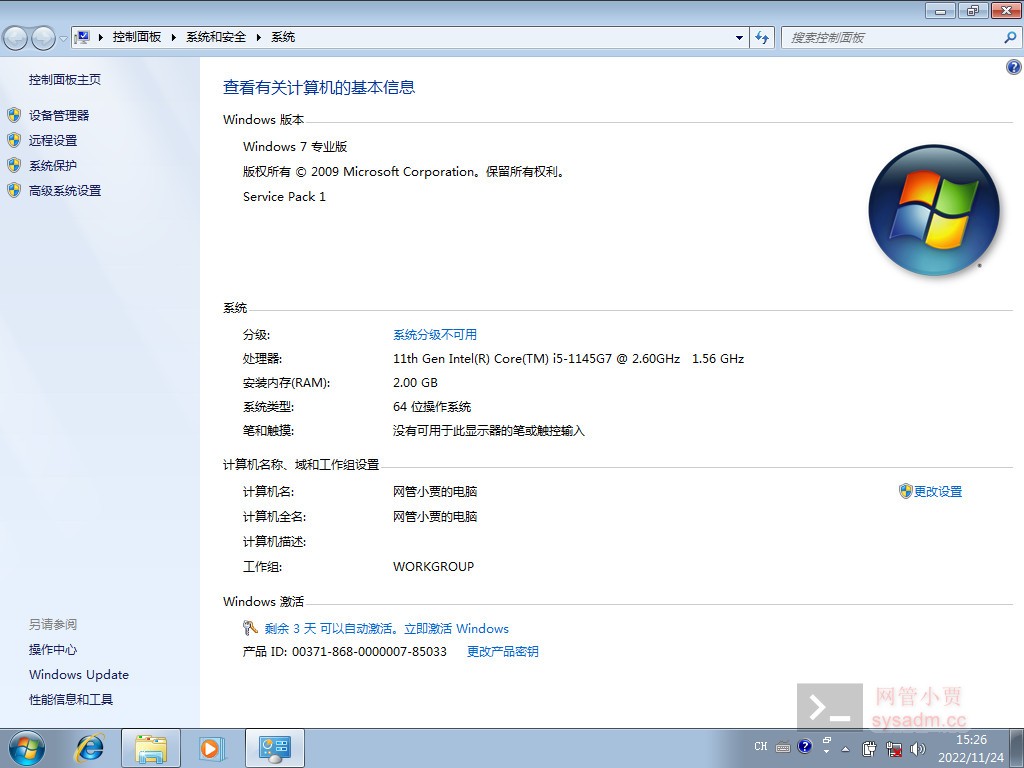 控制面板 系统和安全 系统
搜索控制面板
控制面板主页
设备管理器
远程设置
系统保护
高级系统设置
查看有关计算机的基本信息
Windows 版本
Windows 7 专业版
版权所有 © 2009 Microsoft Corporation。保留所有权利。
Service Pack 1
系统
分级: 系统分级不可用
处理器: 11th Gen Intel(R) Core(TM) i5-1145G7 @ 2.60GHz 1.56 GHz
安装内存(RAM): 2.00 GB
系统类型: 64 位操作系统
笔和触摸: 没有可用于此显示器的笔或触控输入
计算机名称、域和工作组设置
计算机名: 网管小贾的电脑 更改设置
计算机全名: 网管小贾的电脑
计算机描述:
工作组: WORKGROUP
Windows 激活
剩余 3 天 可以自动激活。立即激活 Windows
产品 ID: 00371-868-0000007-85033 更改产品密钥
另请参阅
操作中心
Windows Update
性能信息和工具
网管小贾
sysadm.cc
CH
15:26
2022/11/24